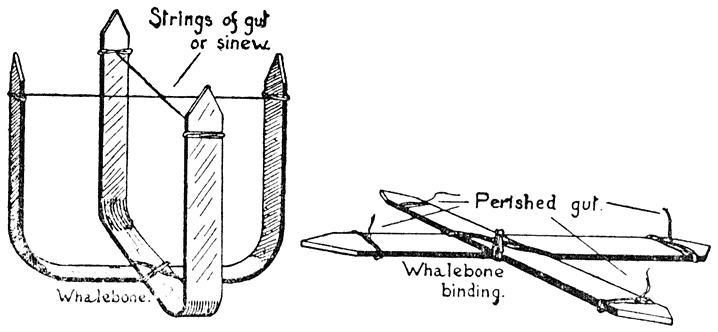 Strings of gut
or sinew.
Whalebone.
Perished gut.
Whalebone
binding.